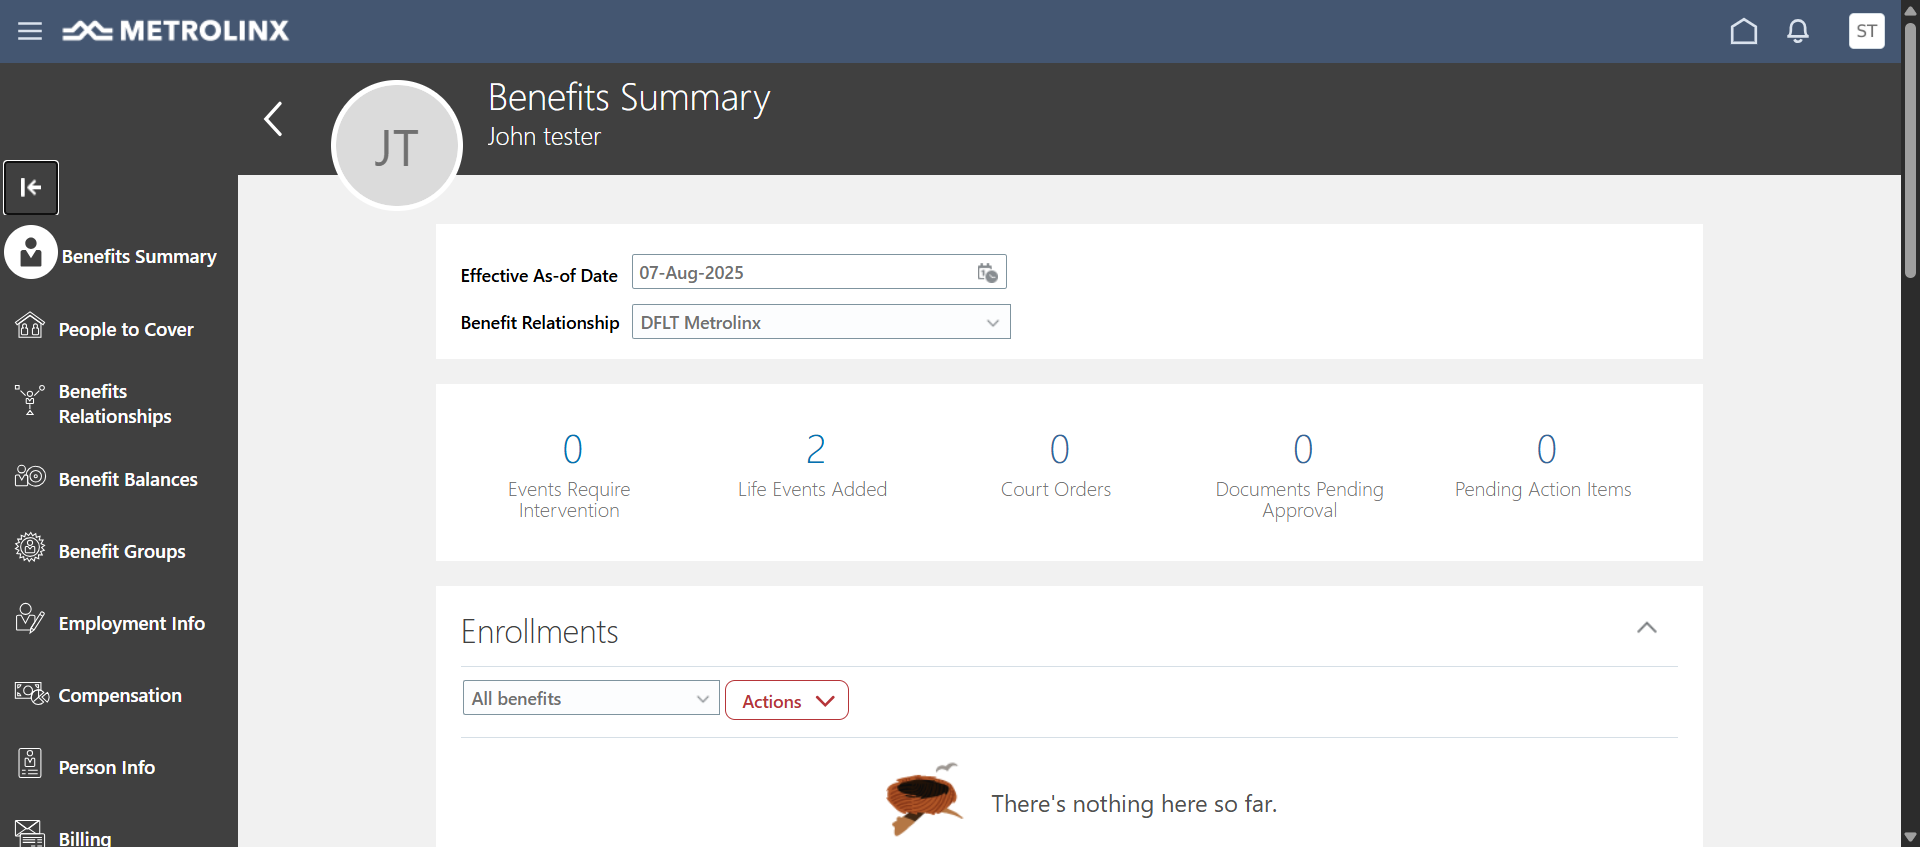 METROLINX
ST
JT
Benefits Summary
John tester
Benefits Summary
People to Cover
Benefits
Relationships
Benefit Balances
Benefit Groups
Employment Info
Compensation
Person Info
Billing
Effective As-of Date
07-Aug-2025
Benefit Relationship
DFLT Metrolinx
0
Events Require
Intervention
2
Life Events Added
0
Court Orders
0
Documents Pending
Approval
0
Pending Action Items
Enrollments
All benefits
Actions
There's nothing here so far.